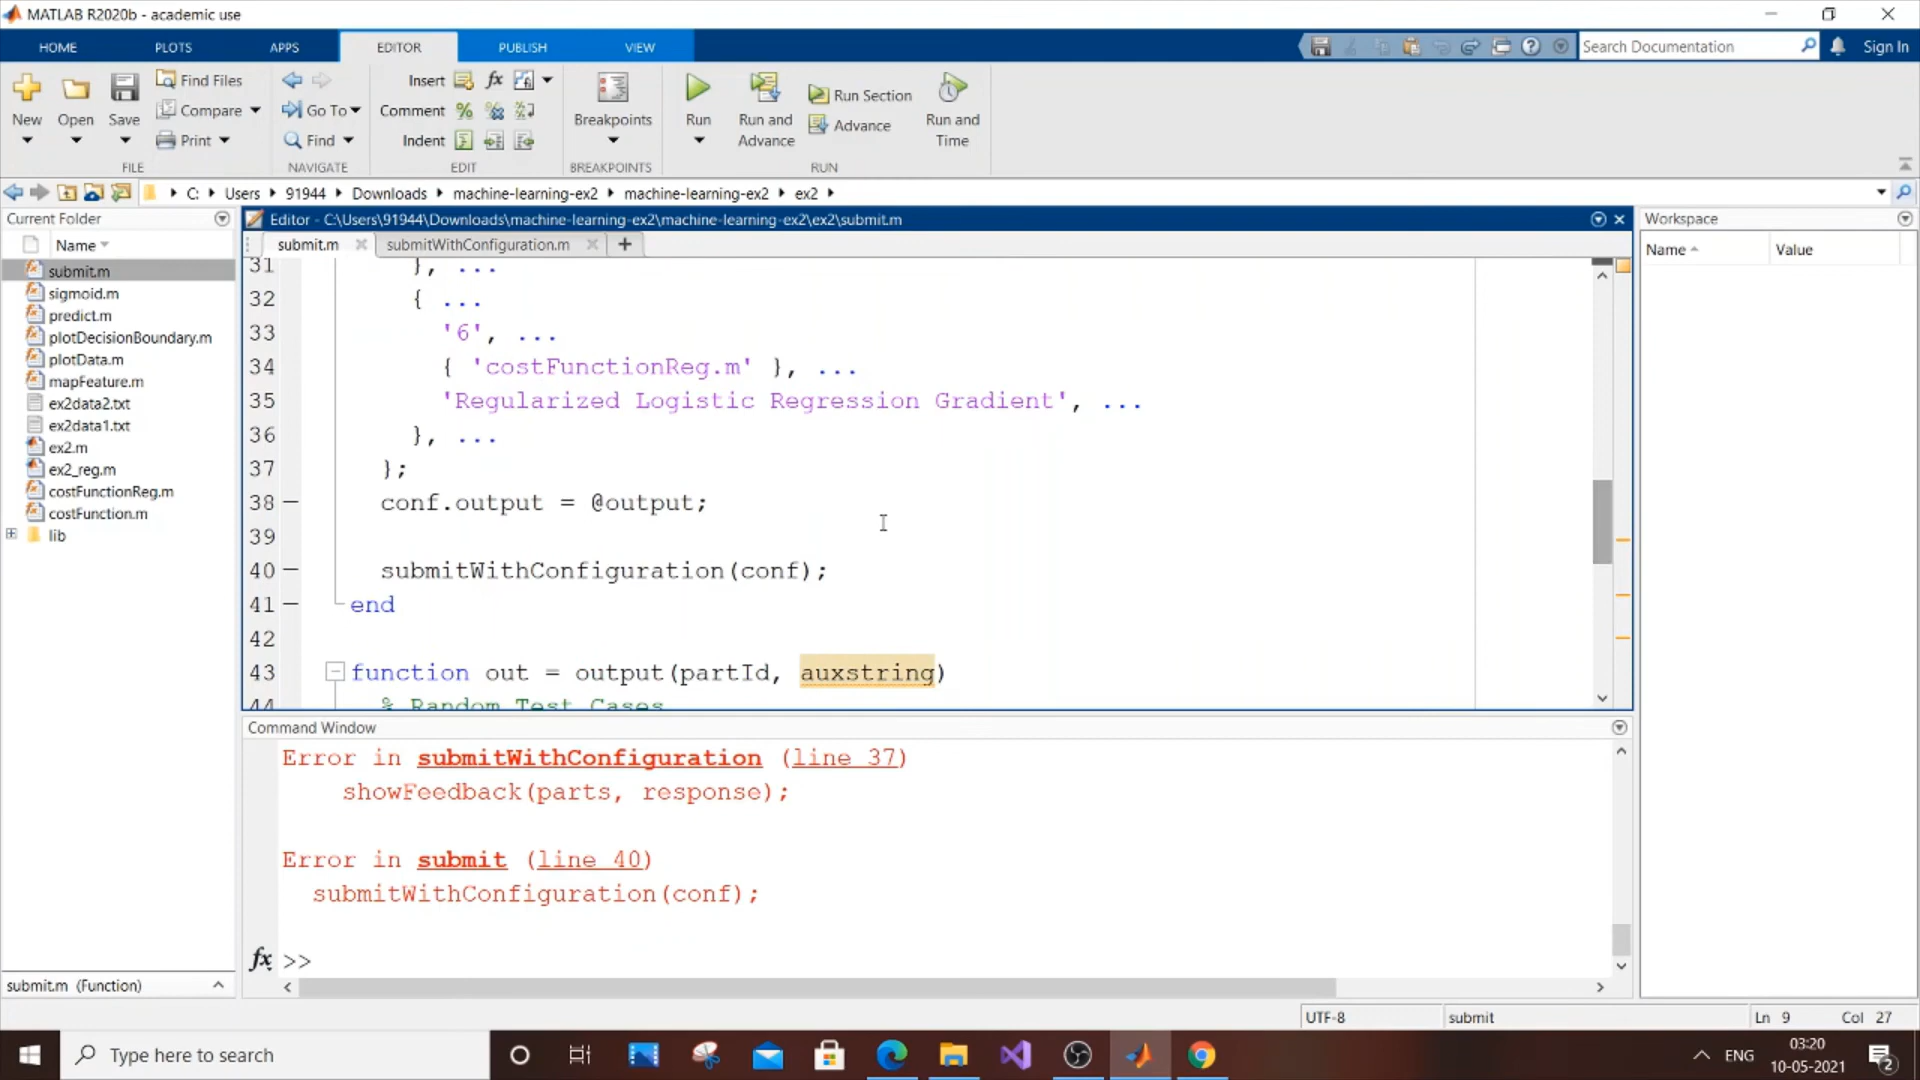 MATLAB R2020b - academic use
HOME PLOTS APPS EDITOR PUBLISH VIEW
Search Documentation Sign In
New Open Save Find Files Compare Print
Go To Find
Insert fx
Comment
Indent
Breakpoints
Run Run and Advance Run Section Advance Run and Time
FILE NAVIGATE EDIT BREAKPOINTS RUN
C: Users 91944 Downloads machine-learning-ex2 machine-learning-ex2 ex2
Current Folder
Name
submit.m
sigmoid.m
predict.m
plotDecisionBoundary.m
plotData.m
mapFeature.m
ex2data2.txt
ex2data1.txt
ex2.m
ex2_reg.m
costFunctionReg.m
costFunction.m
lib
submit.m (Function)
Editor - C:\Users\91944\Downloads\machine-learning-ex2\machine-learning-ex2\ex2\submit.m
submit.m submitWithConfiguration.m
31 }, ...
32 { ...
33 '6', ...
34 { 'costFunctionReg.m' }, ...
35 'Regularized Logistic Regression Gradient', ...
36 }, ...
37 };
38 conf.output = @output;
39
40 submitWithConfiguration(conf);
41 end
42
43 function out = output(partId, auxstring)
44 % Random Test Cases
Command Window
Error in submitWithConfiguration (line 37)
showFeedback(parts, response);
Error in submit (line 40)
submitWithConfiguration(conf);
fx >>
Workspace
Name Value
UTF-8 submit Ln 9 Col 27
Type here to search
ENG
03:20
10-05-2021
2